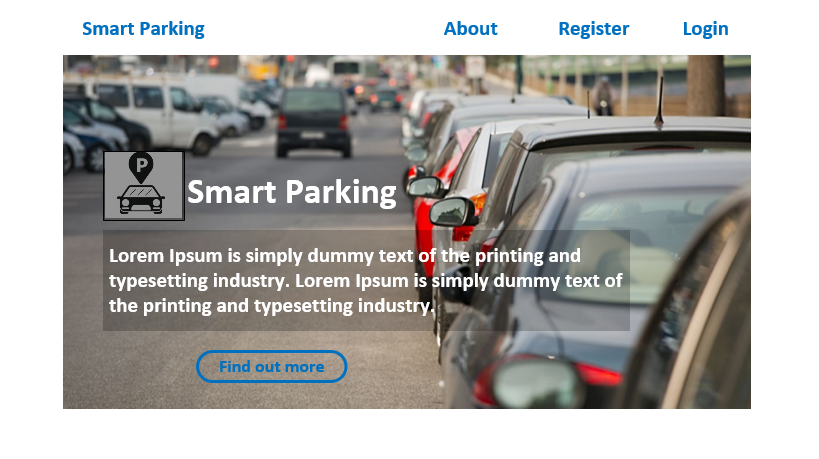 Smart Parking About Register Login
P
Smart Parking
Lorem Ipsum is simply dummy text of the printing and
typesetting industry. Lorem Ipsum is simply dummy text of
the printing and typesetting industry.
Find out more